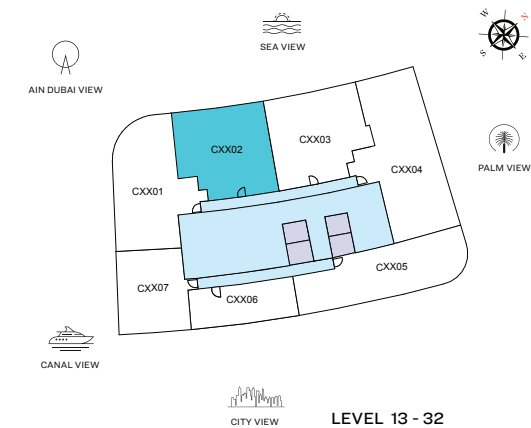 SEA VIEW
W
N
S
E
AIN DUBAI VIEW
CXX02
CXX03
CXX01
CXX04
PALM VIEW
CXX05
CXX07
CXX06
CANAL VIEW
CITY VIEW
LEVEL 13 - 32